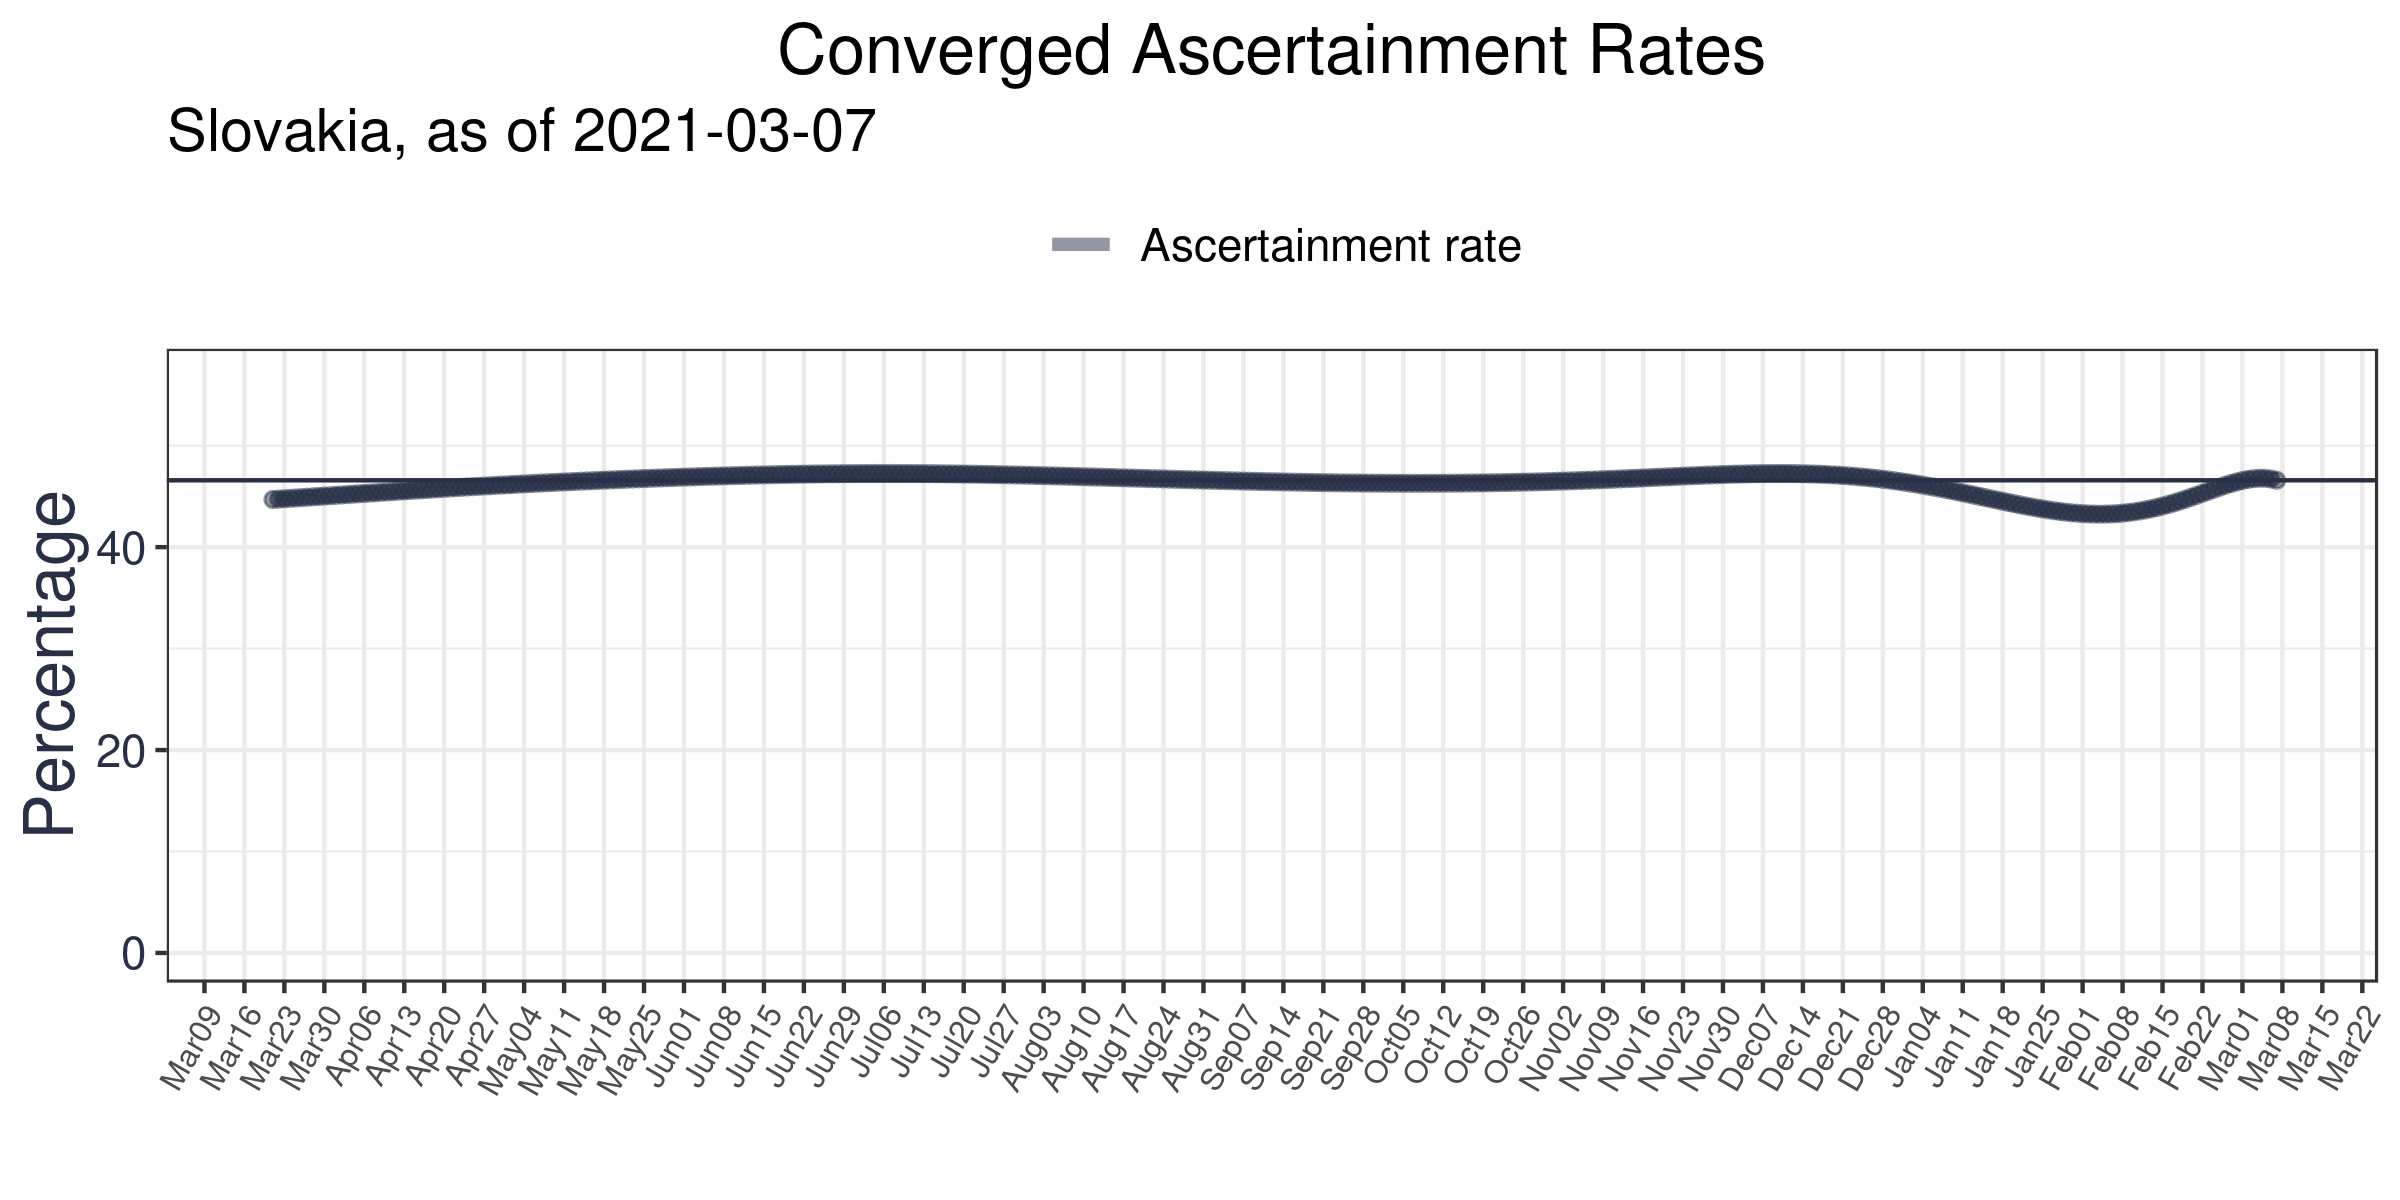 Converged Ascertainment Rates
Slovakia, as of 2021-03-07
Ascertainment rate
Percentage
40
20
0
Mar09
Mar16
Mar23
Mar30
Apr06
Apr13
Apr20
Apr27
May04
May11
May18
May25
Jun01
Jun08
Jun15
Jun22
Jun29
Jul06
Jul13
Jul20
Jul27
Aug03
Aug10
Aug17
Aug24
Aug31
Sep07
Sep14
Sep21
Sep28
Oct05
Oct12
Oct19
Oct26
Nov02
Nov09
Nov16
Nov23
Nov30
Dec07
Dec14
Dec21
Dec28
Jan04
Jan11
Jan18
Jan25
Feb01
Feb08
Feb15
Feb22
Mar01
Mar08
Mar15
Mar22